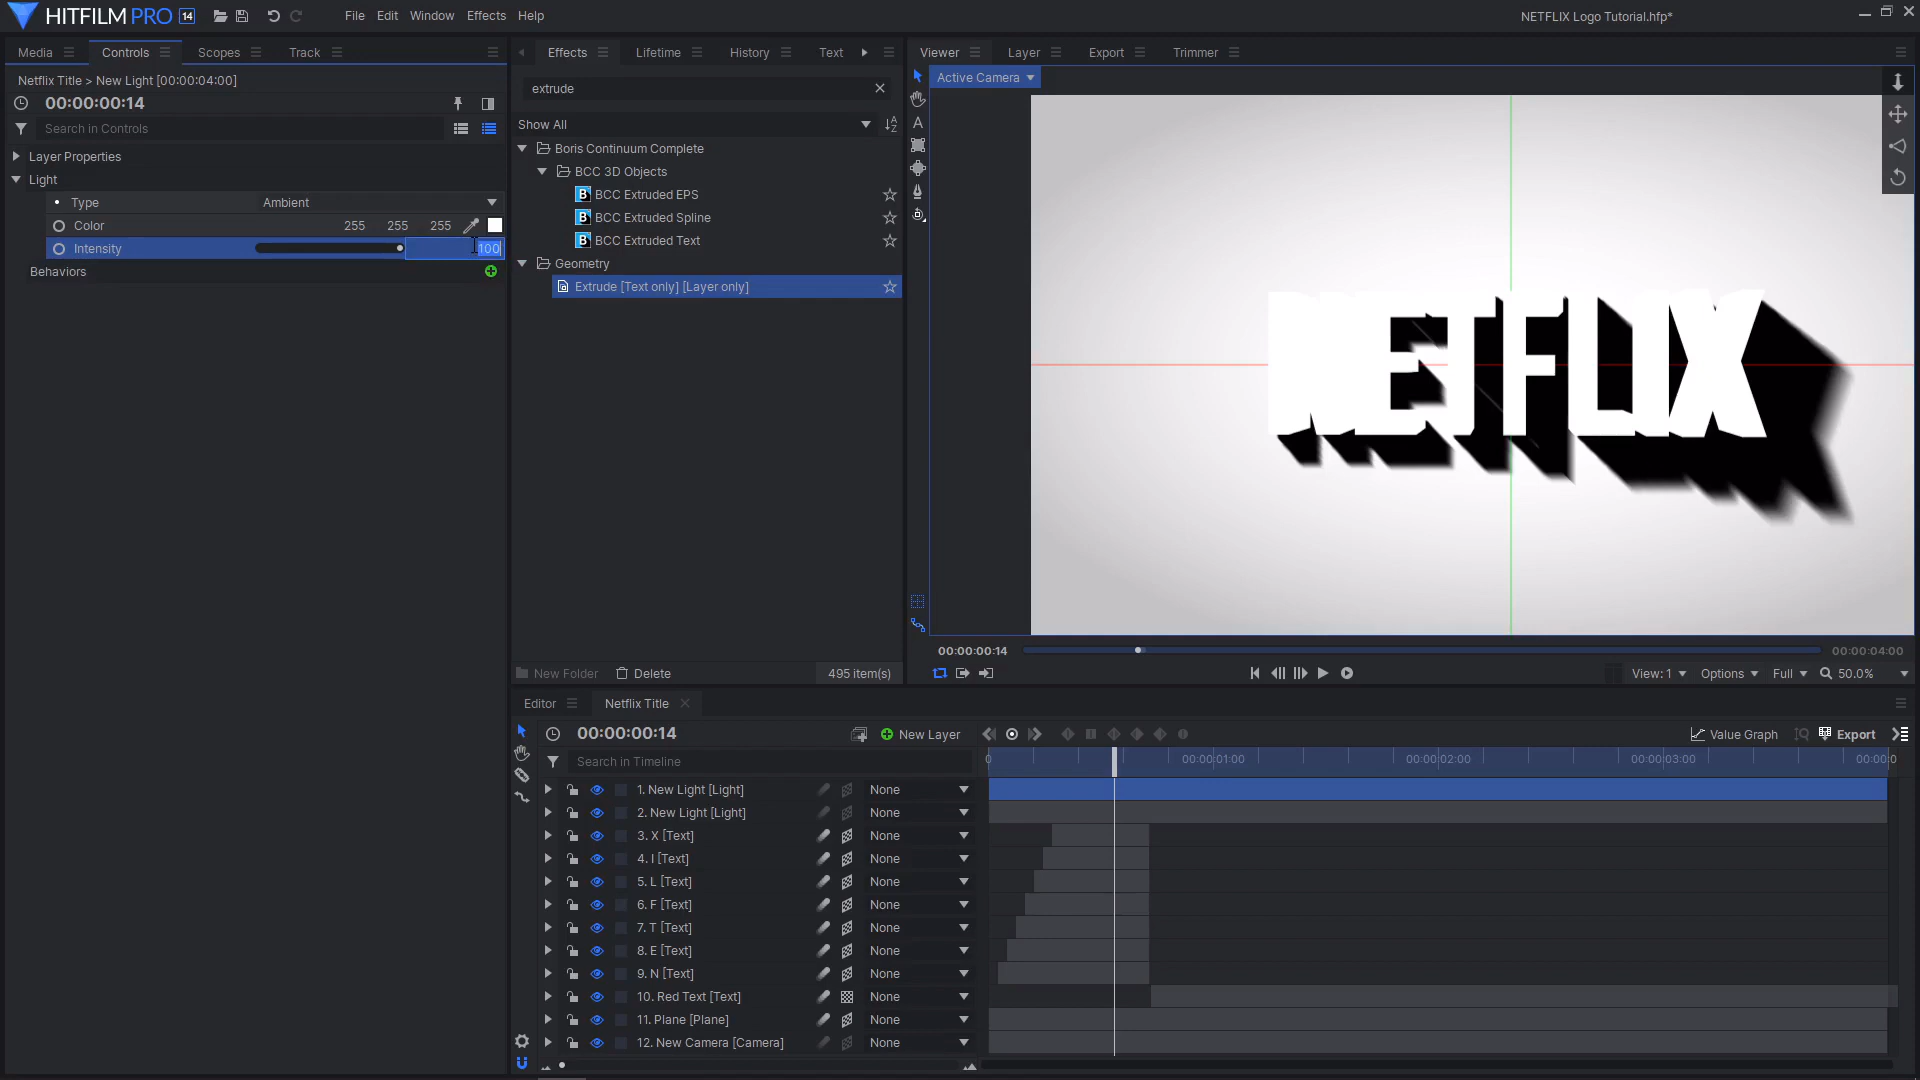 HITFILM PRO 14
File Edit Window Effects Help
NETFLIX Logo Tutorial.hfp*
Media Controls Scopes Track
Netflix Title > New Light [00:00:04:00]
00:00:00:14
Search in Controls
Layer Properties
Light
Type Ambient
Color 255 255 255
Intensity 100
Behaviors
Effects Lifetime History Text
extrude
Show All
Boris Continuum Complete
BCC 3D Objects
BCC Extruded EPS
BCC Extruded Spline
BCC Extruded Text
Geometry
Extrude [Text only] [Layer only]
New Folder Delete 495 item(s)
Viewer Layer Export Trimmer
Active Camera
NETFLIX
00:00:00:14 00:00:04:00
View: 1 Options Full 50.0%
Editor Netflix Title
00:00:00:14 New Layer Value Graph Export
Search in Timeline
0 00:00:01:00 00:00:02:00 00:00:03:00 00:00:0
1. New Light [Light] None
2. New Light [Light] None
3. X [Text] None
4. I [Text] None
5. L [Text] None
6. F [Text] None
7. T [Text] None
8. E [Text] None
9. N [Text] None
10. Red Text [Text] None
11. Plane [Plane] None
12. New Camera [Camera] None